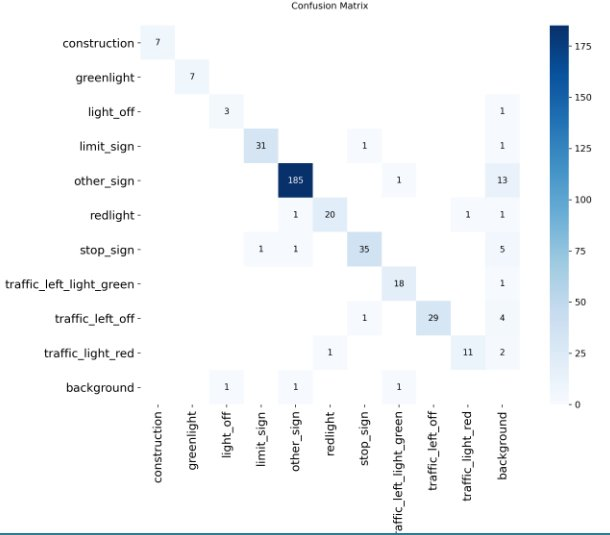 Confusion Matrix
construction 7
greenlight 7
light_off 3 1
limit_sign 31 1 1
other_sign 185 1 13
redlight 1 20 1 1
stop_sign 1 1 35 5
traffic_left_light_green 18 1
traffic_left_off 1 29 4
traffic_light_red 1 11 2
background 1 1 1
construction
greenlight
light_off
limit_sign
other_sign
redlight
stop_sign
affic_left_light_green
traffic_left_off
traffic_light_red
background
175
150
125
100
75
50
25
0